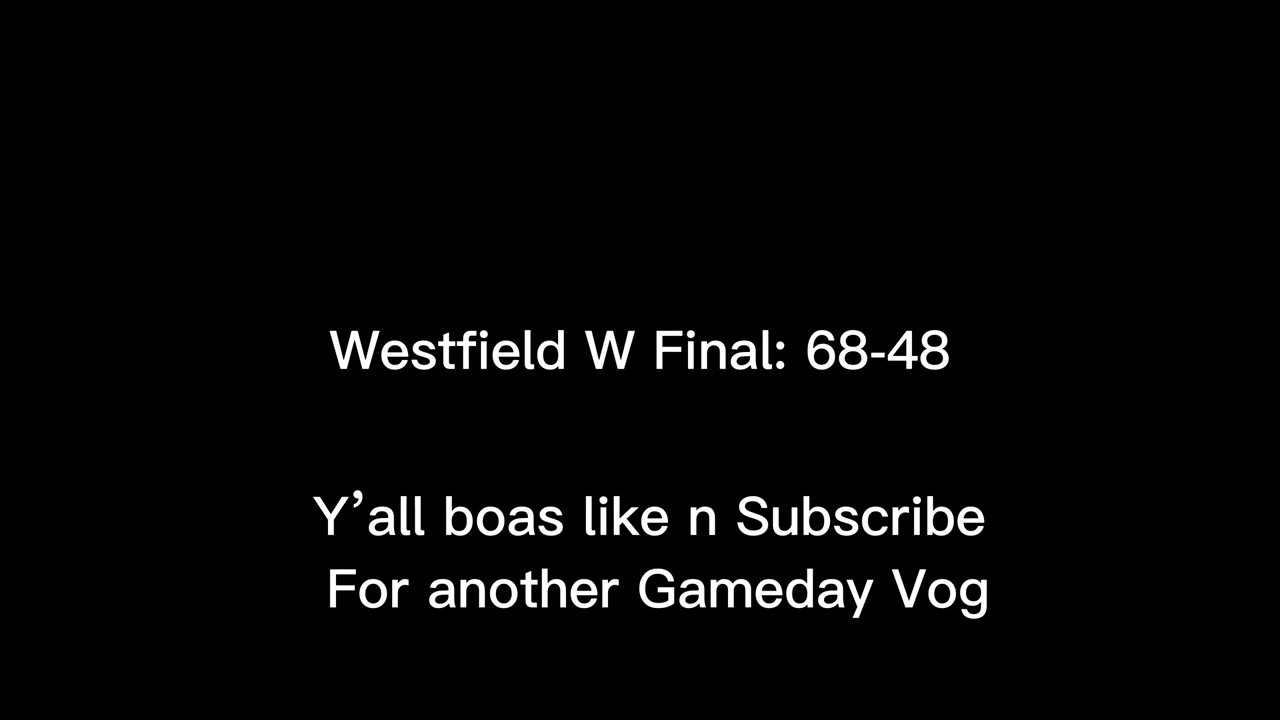 Westfield W Final: 68-48
Y’all boas like n Subscribe
For another Gameday Vog